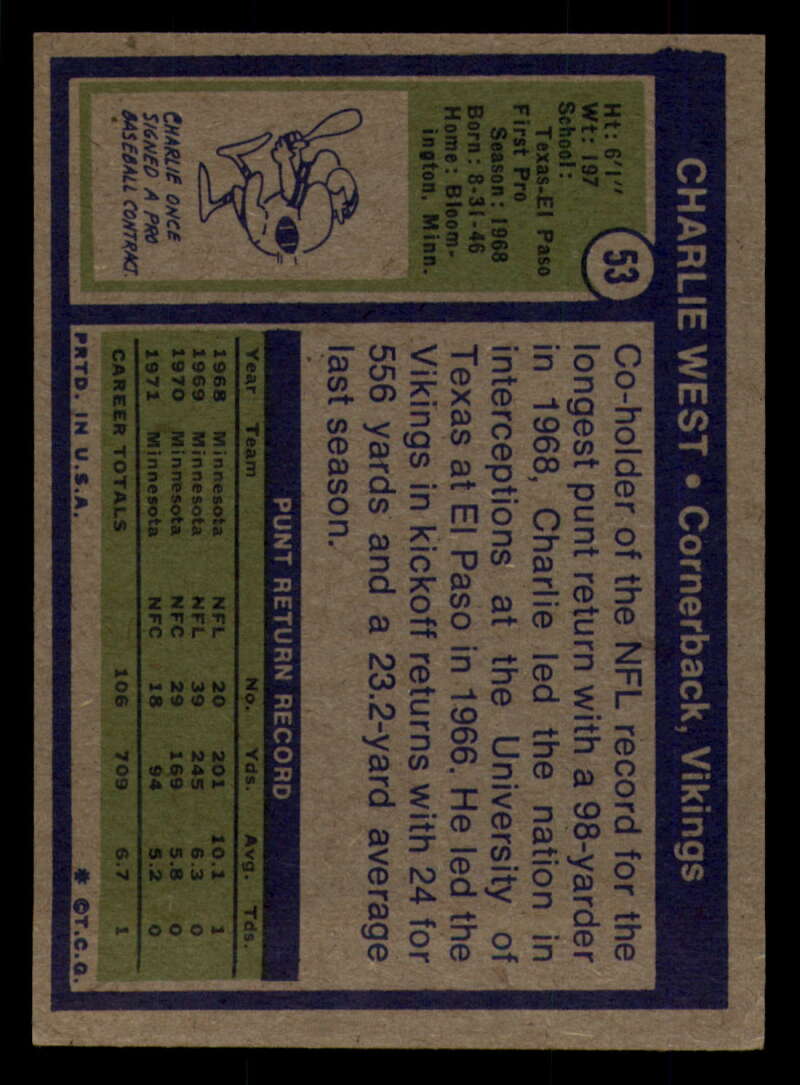 CHARLIE WEST • Cornerback, Vikings
53
Ht: 6'1"
Wt: 197
School:
Texas-El Paso
First Pro
Season: 1968
Born: 8-31-46
Home: Bloom-
ington, Minn.
CHARLIE ONCE
SIGNED A PRO
BASEBALL CONTRACT.
Co-holder of the NFL record for the
longest punt return with a 98-yarder
in 1968, Charlie led the nation in
interceptions at the University of
Texas at El Paso in 1966. He led the
Vikings in kickoff returns with 24 for
556 yards and a 23.2-yard average
last season.
PUNT RETURN RECORD
Year Team No. Yds. Avg. Tds.
1968 Minnesota NFL 20 201 10.1 1
1969 Minnesota NFL 39 245 6.3 0
1970 Minnesota NFC 29 169 5.8 0
1971 Minnesota NFC 18 94 5.2 0
CAREER TOTALS 106 709 6.7 1
PRTD. IN U.S.A. * ©T.C.G.